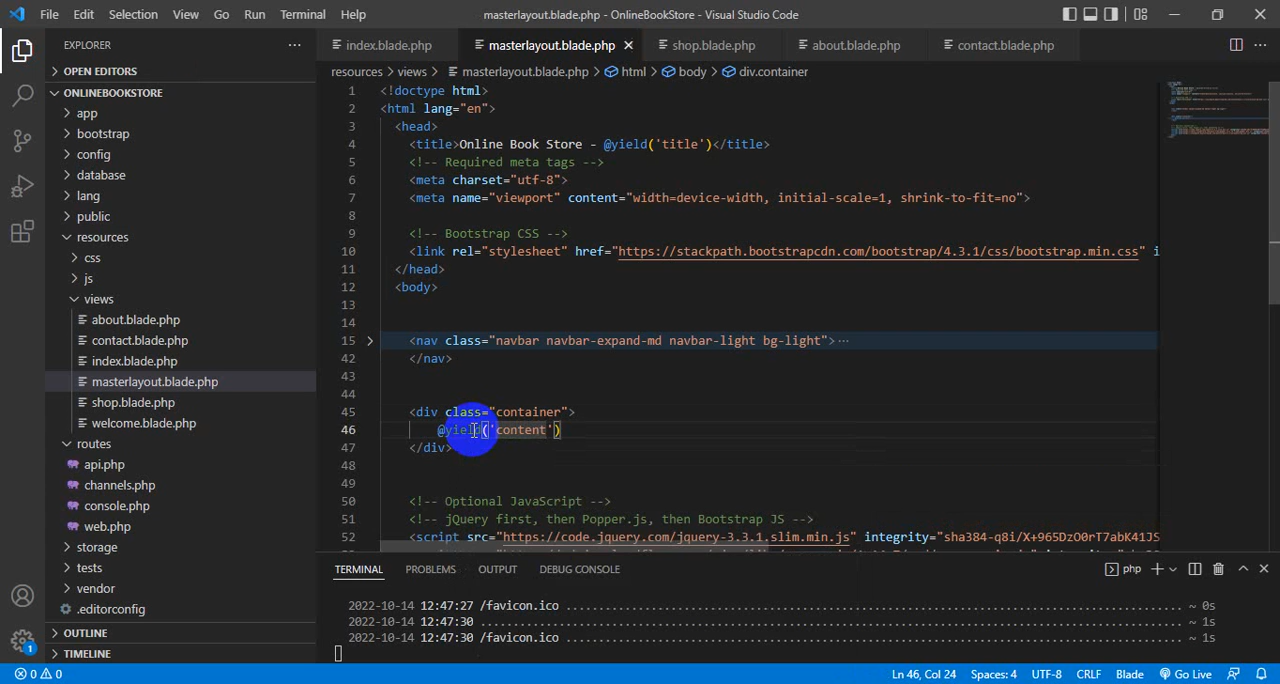 File Edit Selection View Go Run Terminal Help masterlayout.blade.php - OnlineBookStore - Visual Studio Code
EXPLORER
index.blade.php masterlayout.blade.php shop.blade.php about.blade.php contact.blade.php
OPEN EDITORS
resources > views > masterlayout.blade.php > html > body > div.container
ONLINEBOOKSTORE
app
bootstrap
config
database
lang
public
resources
css
js
views
about.blade.php
contact.blade.php
index.blade.php
masterlayout.blade.php
shop.blade.php
welcome.blade.php
routes
api.php
channels.php
console.php
web.php
storage
tests
vendor
.editorconfig
OUTLINE
TIMELINE
1 <!doctype html>
2 <html lang="en">
3 <head>
4 <title>Online Book Store - @yield('title')</title>
5 <!-- Required meta tags -->
6 <meta charset="utf-8">
7 <meta name="viewport" content="width=device-width, initial-scale=1, shrink-to-fit=no">
8
9 <!-- Bootstrap CSS -->
10 <link rel="stylesheet" href="https://stackpath.bootstrapcdn.com/bootstrap/4.3.1/css/bootstrap.min.css" i
11 </head>
12 <body>
13
14
15 <nav class="navbar navbar-expand-md navbar-light bg-light"> ...
42 </nav>
43
44
45 <div class="container">
46 @yield('content')
47 </div>
48
49
50 <!-- Optional JavaScript -->
51 <!-- jQuery first, then Popper.js, then Bootstrap JS -->
<script src="https://code.jquery.com/jquery-3.3.1.slim.min.js" integrity="sha384-q8i/X+965DzO0rT7abK41JS
TERMINAL PROBLEMS OUTPUT DEBUG CONSOLE php
2022-10-14 12:47:27 /favicon.ico ........................................ ~ 0s
2022-10-14 12:47:30 ........................................ ~ 1s
2022-10-14 12:47:30 /favicon.ico ........................................ ~ 1s
1
0 0 Ln 46, Col 24 Spaces: 4 UTF-8 CRLF Blade Go Live